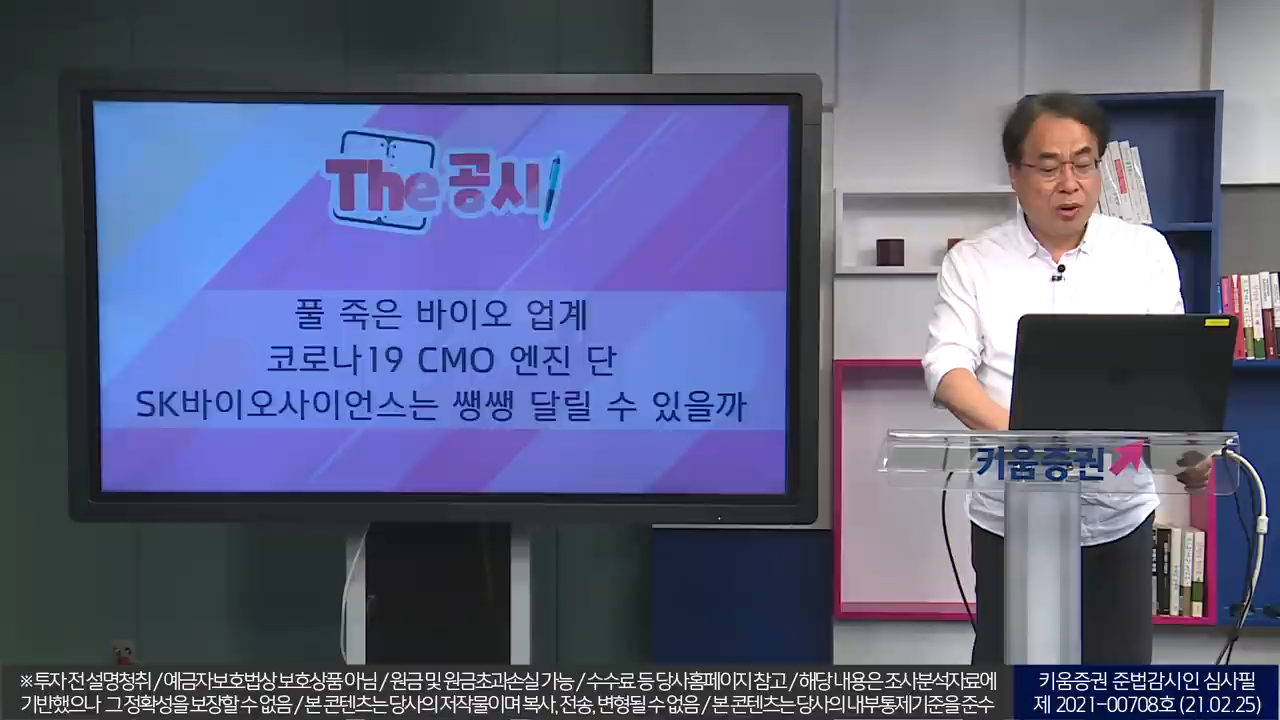 The 공시
풀 죽은 바이오 업계
코로나19 CMO 엔진 단
SK바이오사이언스는 쌩쌩 달릴 수 있을까
키움증권
※ 투자 전 설명청취 / 예금자보호법상 보호상품 아님 / 원금 및 원금초과손실 가능 / 수수료 등 당사홈페이지 참고 / 해당 내용은 조사분석자료에
기반했으나 그 정확성을 보장할 수 없음 / 본 콘텐츠는 당사의 저작물이며 복사, 전송, 변형될 수 없음 / 본 콘텐츠는 당사의 내부통제기준을 준수
키움증권 준법감시인 심사필
제 2021-00708호 (21.02.25)